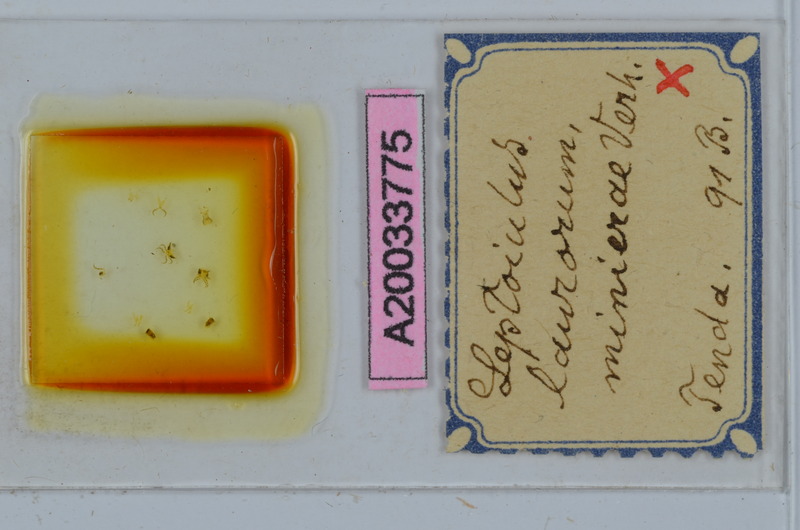 A20033775
Leptoiulus
laurorum,
minierae Verh.
X
Tenda. 91 B.